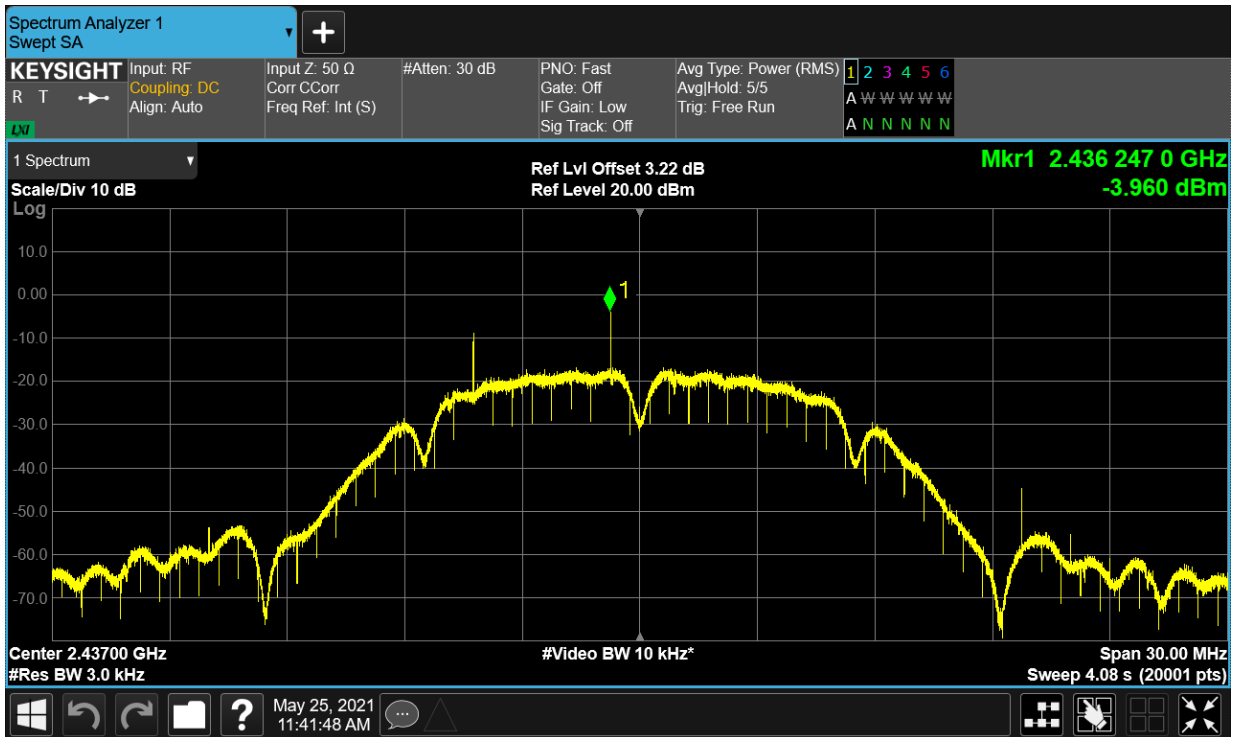 Spectrum Analyzer 1
Swept SA
+
KEYSIGHT
R T
LXI
Input: RF
Coupling: DC
Align: Auto
Input Z: 50 Ω
Corr CCorr
Freq Ref: Int (S)
#Atten: 30 dB
PNO: Fast
Gate: Off
IF Gain: Low
Sig Track: Off
Avg Type: Power (RMS)
Avg|Hold: 5/5
Trig: Free Run
1 2 3 4 5 6
A W W W W W
A N N N N N
1 Spectrum
Scale/Div 10 dB
Log
Ref Lvl Offset 3.22 dB
Ref Level 20.00 dBm
Mkr1 2.436 247 0 GHz
-3.960 dBm
10.0
0.00
-10.0
-20.0
-30.0
-40.0
-50.0
-60.0
-70.0
1
Center 2.43700 GHz
#Res BW 3.0 kHz
#Video BW 10 kHz*
Span 30.00 MHz
Sweep 4.08 s (20001 pts)
?
May 25, 2021
11:41:48 AM